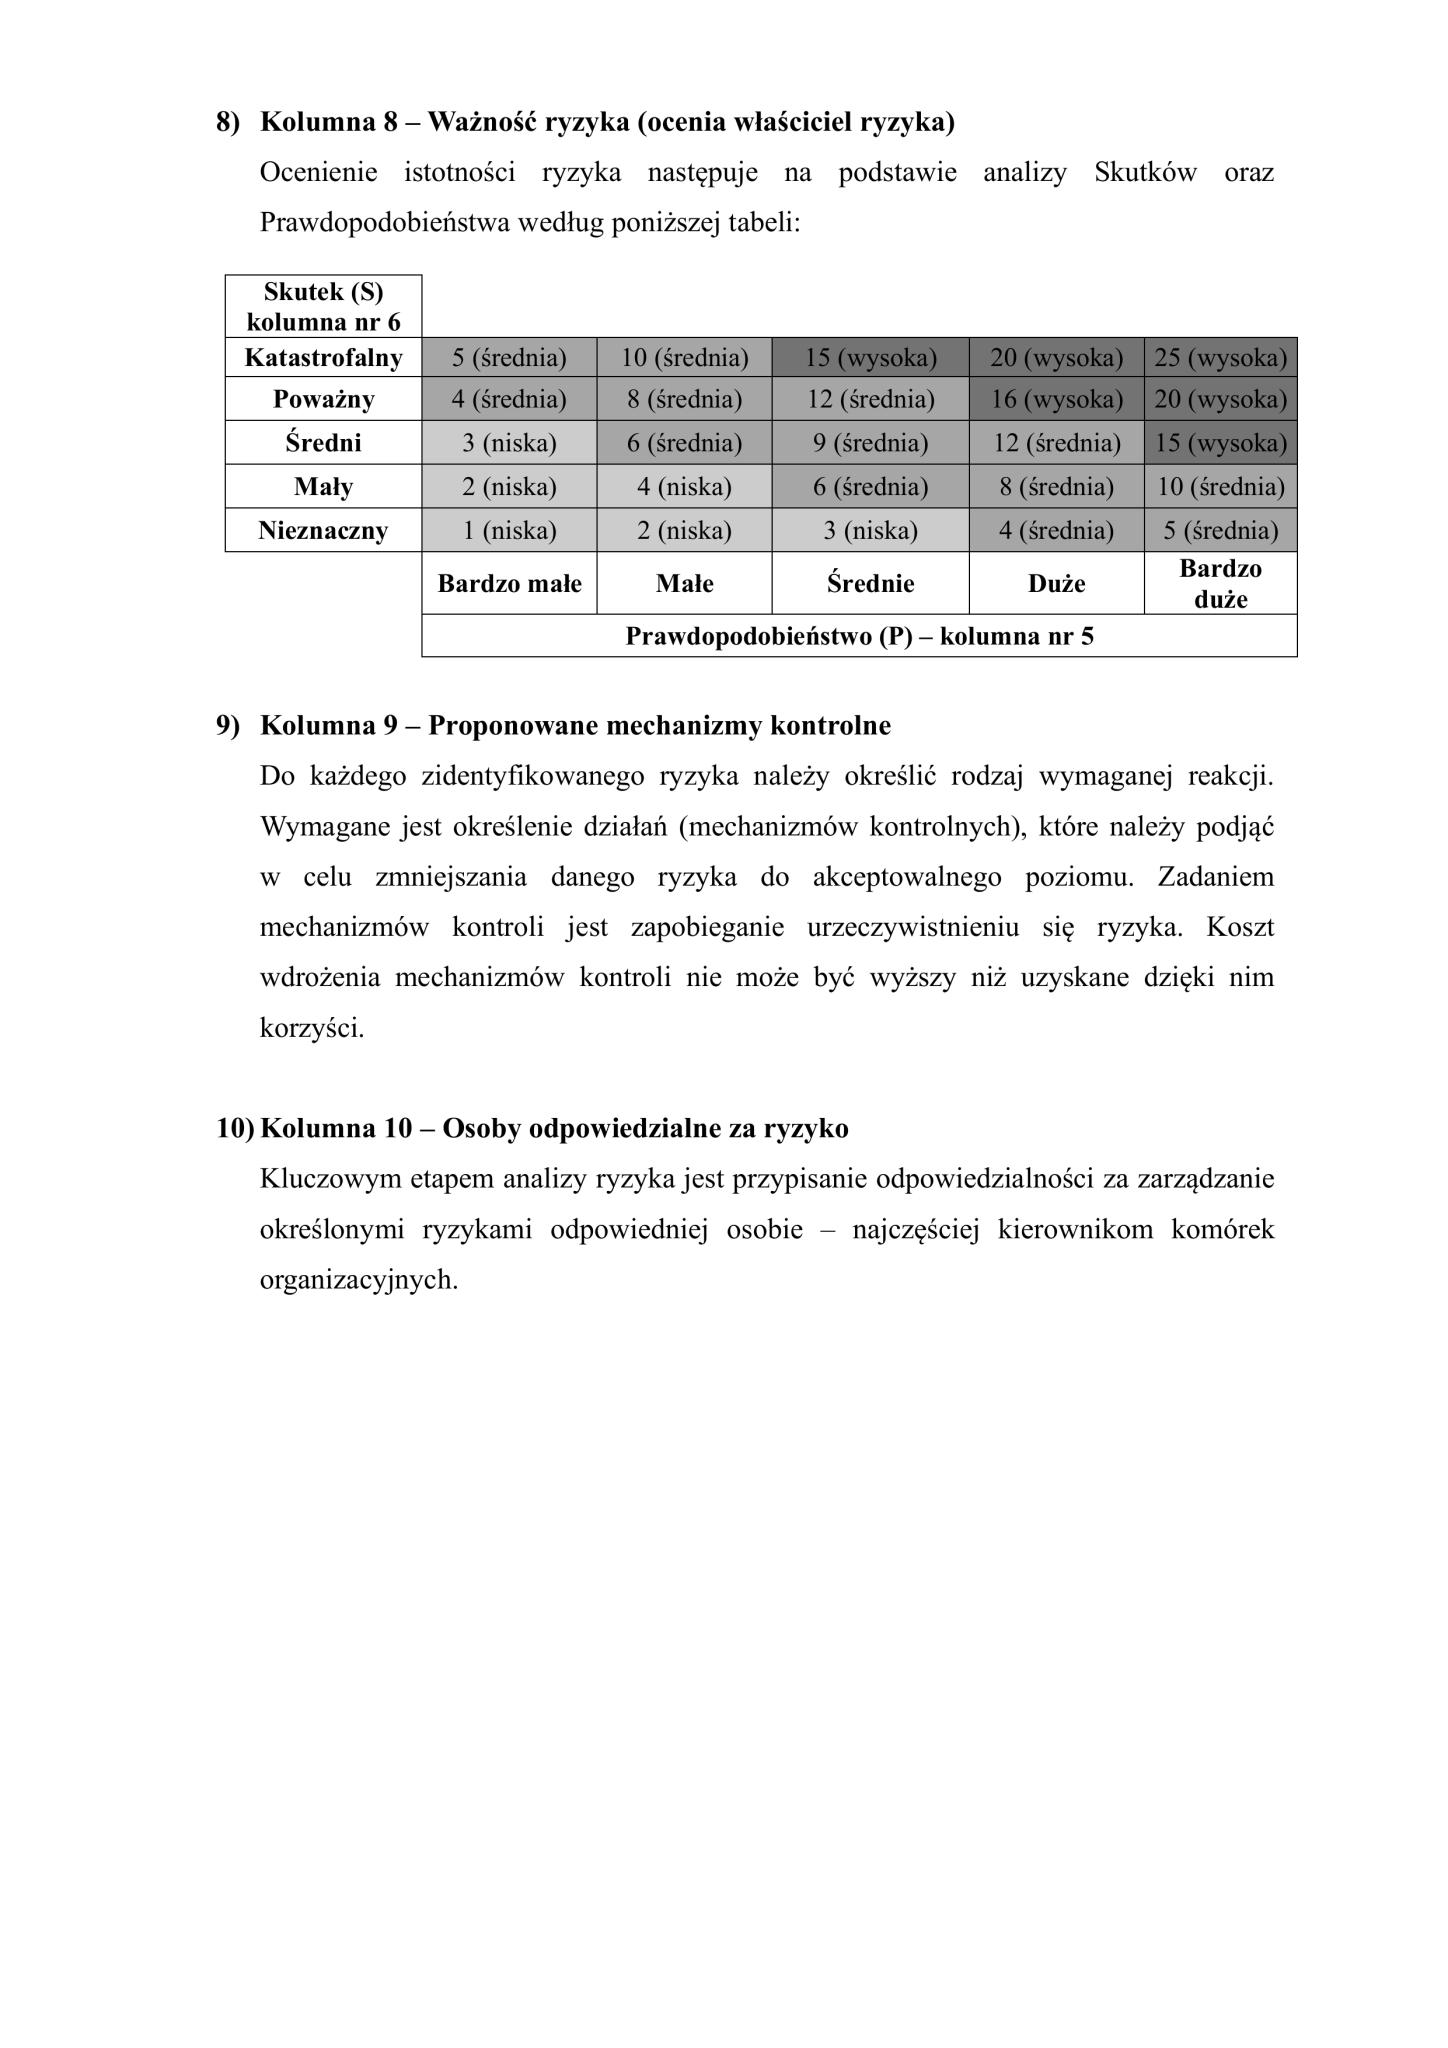 8) Kolumna 8 – Ważność ryzyka (ocenia właściciel ryzyka)
Ocenienie istotności ryzyka następuje na podstawie analizy Skutków oraz
Prawdopodobieństwa według poniższej tabeli:
Skutek (S)
kolumna nr 6
Katastrofalny 5 (średnia) 10 (średnia) 15 (wysoka) 20 (wysoka) 25 (wysoka)
Poważny 4 (średnia) 8 (średnia) 12 (średnia) 16 (wysoka) 20 (wysoka)
Średni 3 (niska) 6 (średnia) 9 (średnia) 12 (średnia) 15 (wysoka)
Mały 2 (niska) 4 (niska) 6 (średnia) 8 (średnia) 10 (średnia)
Nieznaczny 1 (niska) 2 (niska) 3 (niska) 4 (średnia) 5 (średnia)
Bardzo małe Małe Średnie Duże Bardzo
duże
Prawdopodobieństwo (P) – kolumna nr 5
9) Kolumna 9 – Proponowane mechanizmy kontrolne
Do każdego zidentyfikowanego ryzyka należy określić rodzaj wymaganej reakcji.
Wymagane jest określenie działań (mechanizmów kontrolnych), które należy podjąć
w celu zmniejszania danego ryzyka do akceptowalnego poziomu. Zadaniem
mechanizmów kontroli jest zapobieganie urzeczywistnieniu się ryzyka. Koszt
wdrożenia mechanizmów kontroli nie może być wyższy niż uzyskane dzięki nim
korzyści.
10) Kolumna 10 – Osoby odpowiedzialne za ryzyko
Kluczowym etapem analizy ryzyka jest przypisanie odpowiedzialności za zarządzanie
określonymi ryzykami odpowiedniej osobie – najczęściej kierownikom komórek
organizacyjnych.